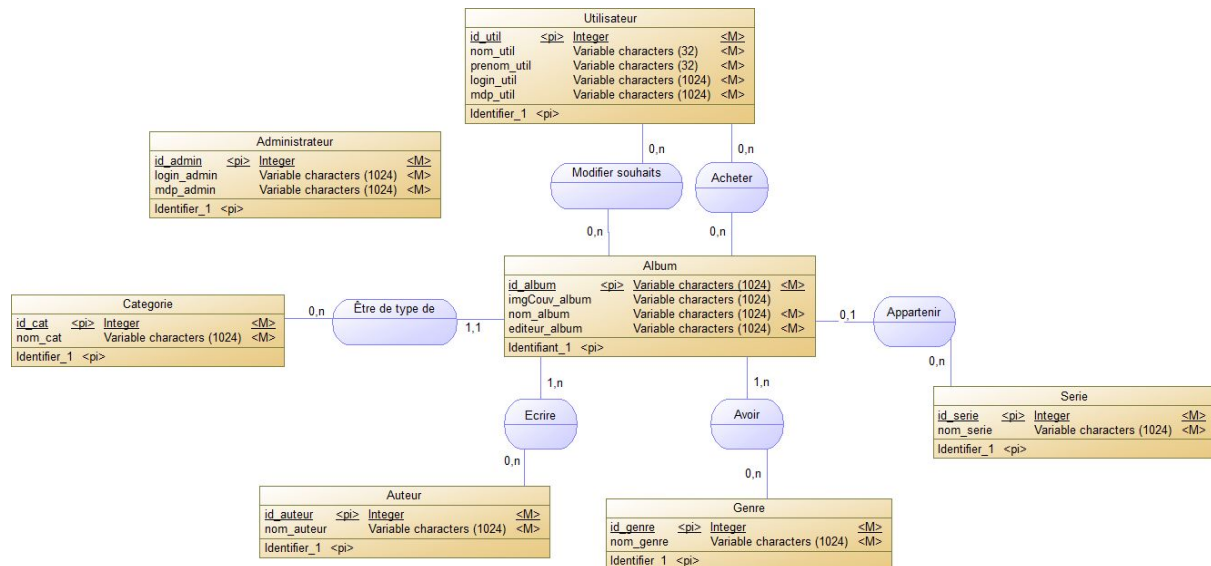 Utilisateur
id_util <pi> Integer <M>
nom_util Variable characters (32) <M>
prenom_util Variable characters (32) <M>
login_util Variable characters (1024) <M>
mdp_util Variable characters (1024) <M>
Identifier_1 <pi>
Administrateur
id_admin <pi> Integer <M>
login_admin Variable characters (1024) <M>
mdp_admin Variable characters (1024) <M>
Identifier_1 <pi>
0,n
0,n
Modifier souhaits
Acheter
0,n
0,n
Album
id_album <pi> Variable characters (1024) <M>
imgCouv_album Variable characters (1024)
nom_album Variable characters (1024) <M>
editeur_album Variable characters (1024) <M>
Identifiant_1 <pi>
Categorie
id_cat <pi> Integer <M>
nom_cat Variable characters (1024) <M>
Identifier_1 <pi>
0,n
Être de type de
1,1
0,1
Appartenir
0,n
Serie
id_serie <pi> Integer <M>
nom_serie Variable characters (1024) <M>
Identifier_1 <pi>
1,n
1,n
Ecrire
Avoir
0,n
0,n
Auteur
id_auteur <pi> Integer <M>
nom_auteur Variable characters (1024) <M>
Identifier_1 <pi>
Genre
id_genre <pi> Integer <M>
nom_genre Variable characters (1024) <M>
Identifier_1 <pi>